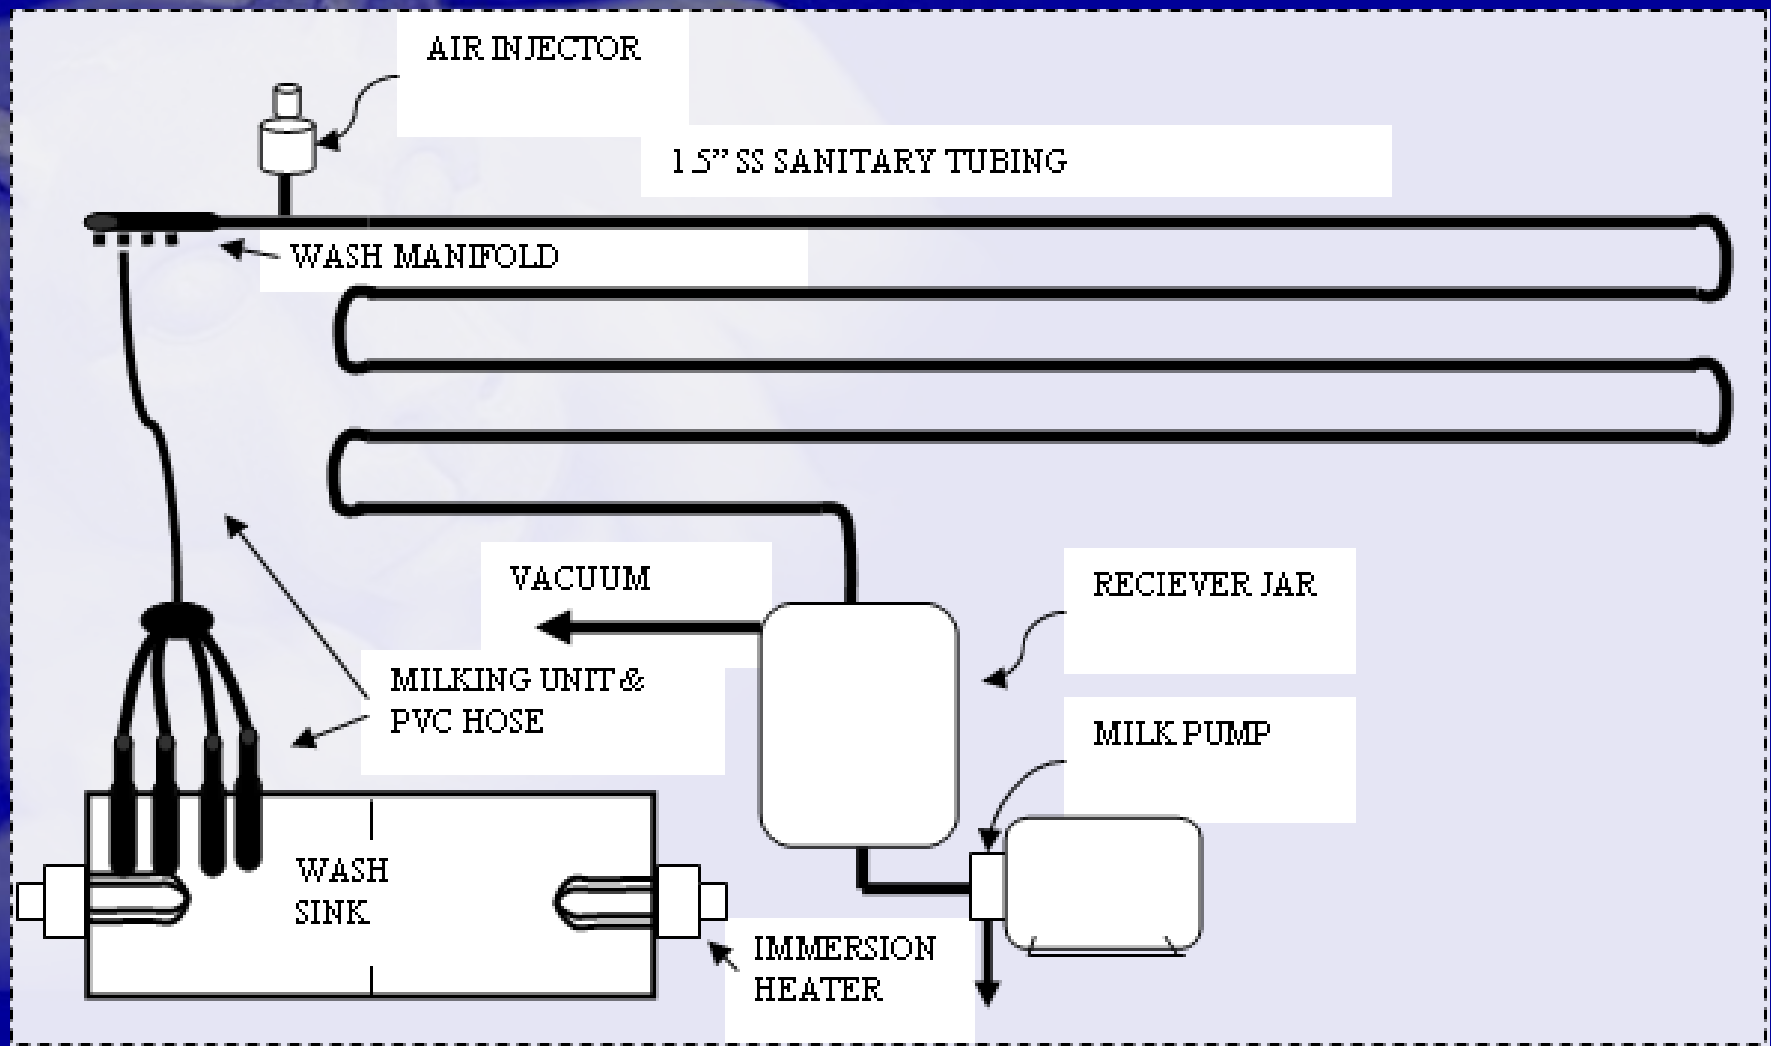 AIR INJECTOR
1.5” SS SANITARY TUBING
WASH MANIFOLD
VACUUM
RECIEVER JAR
MILKING UNIT &
PVC HOSE
MILK PUMP
WASH
SINK
IMMERSION
HEATER